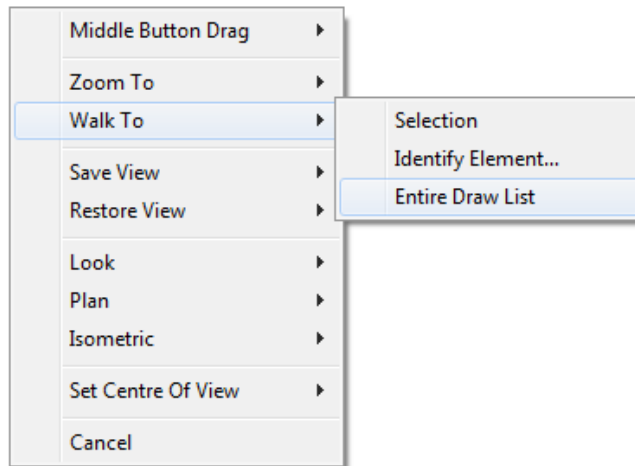 Middle Button Drag
Zoom To
Walk To
Save View
Restore View
Look
Plan
Isometric
Set Centre Of View
Cancel
Selection
Identify Element...
Entire Draw List